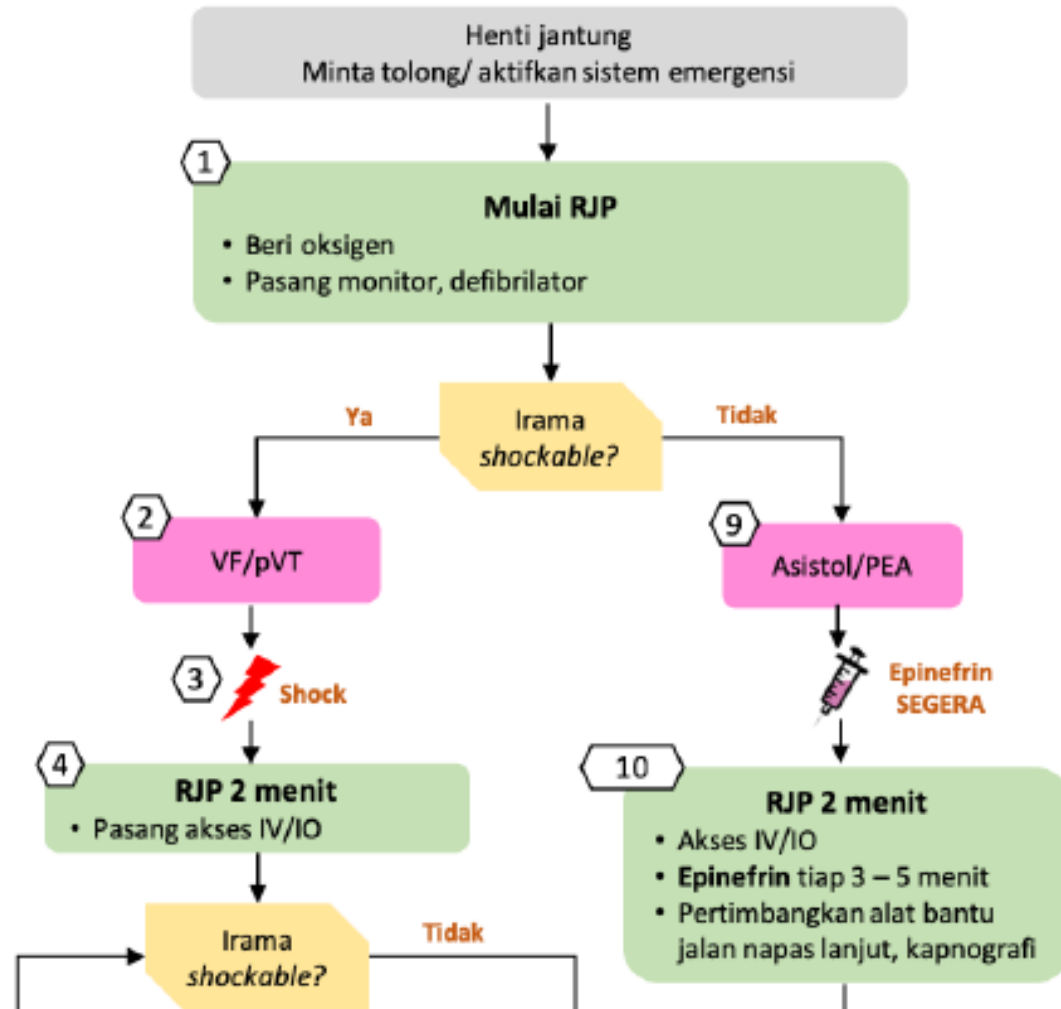 Henti jantung
Minta tolong/ aktifkan sistem emergensi
1
Mulai RJP
• Beri oksigen
• Pasang monitor, defibrilator
Irama
shockable?
Ya
Tidak
2
VF/pVT
3
Shock
4
RJP 2 menit
• Pasang akses IV/IO
Irama
shockable?
Tidak
9
Asistol/PEA
Epinefrin
SEGERA
10
RJP 2 menit
• Akses IV/IO
• Epinefrin tiap 3 – 5 menit
• Pertimbangkan alat bantu
jalan napas lanjut, kapnografi